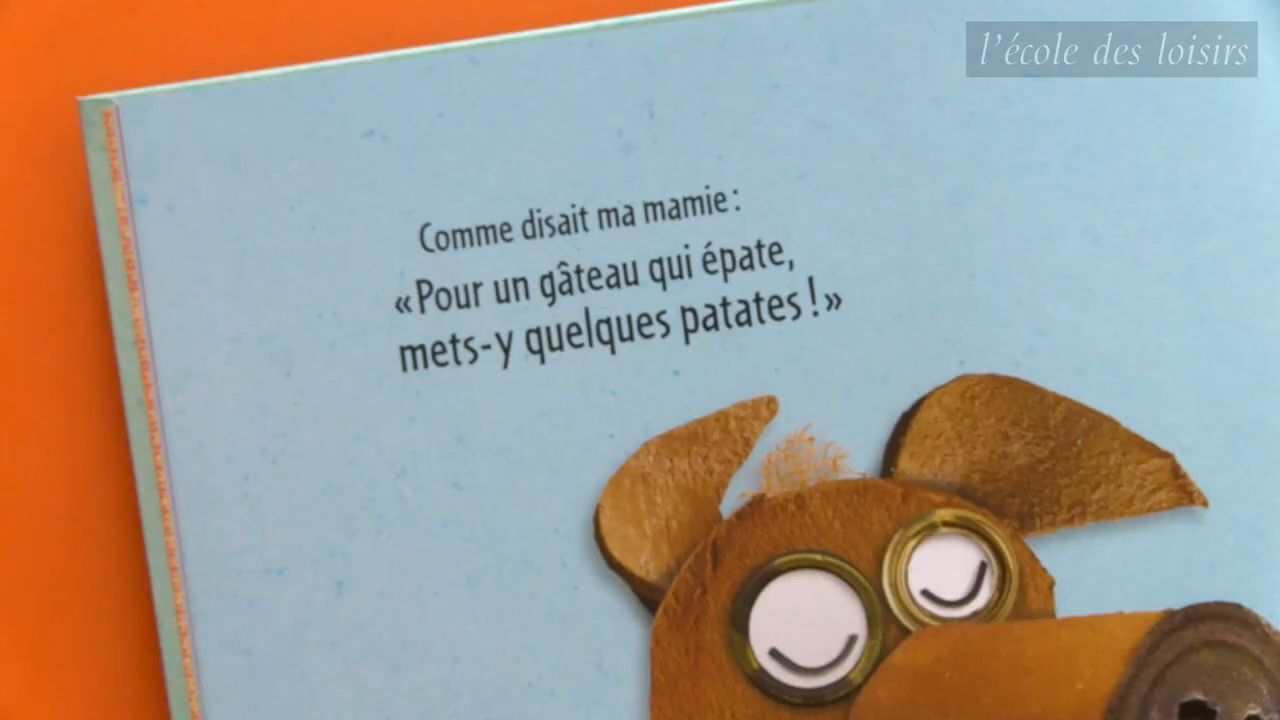 l'école des loisirs
Comme disait ma mamie :
« Pour un gâteau qui épate,
mets-y quelques patates ! »